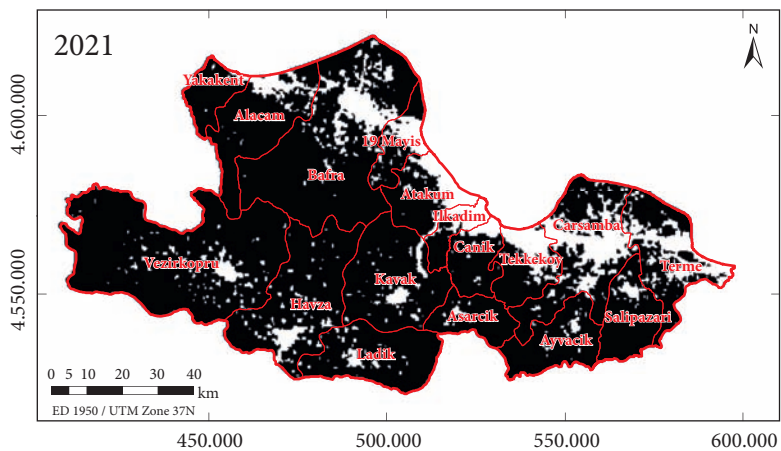 2021
N
Yakakent
Alacam
19 Mayis
Bafra
Atakum
Ilkadim
Carsamba
Canik
Tekkekoy
Terme
Vezirkopru
Kavak
Havza
Asarcik
Salipazari
Ayvacik
Ladik
0 5 10 20 30 40
km
ED 1950 / UTM Zone 37N
4.600.000
4.550.000
450.000 500.000 550.000 600.000